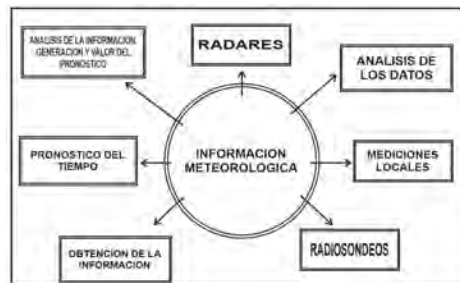 ANALISIS DE LA INFORMACION,
GENERACION Y VALOR DEL
PRONOSTICO
RADARES
ANALISIS DE
LOS DATOS
PRONOSTICO DEL
TIEMPO
INFORMACION
METEOROLOGICA
MEDICIONES
LOCALES
OBTENCION DE LA
INFORMACION
RADIOSONDEOS